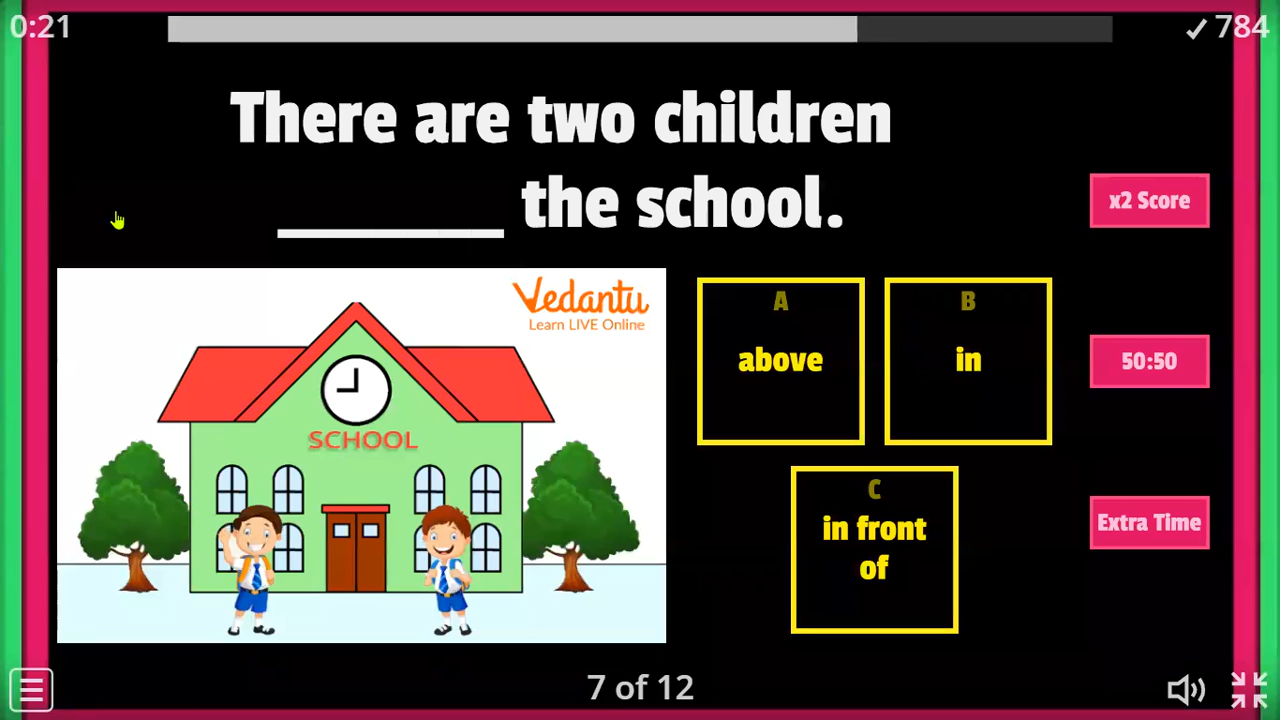 0:21
784
There are two children
________ the school.
x2 Score
Vedantu
Learn LIVE Online
SCHOOL
A
above
B
in
50:50
C
in front
of
Extra Time
7 of 12